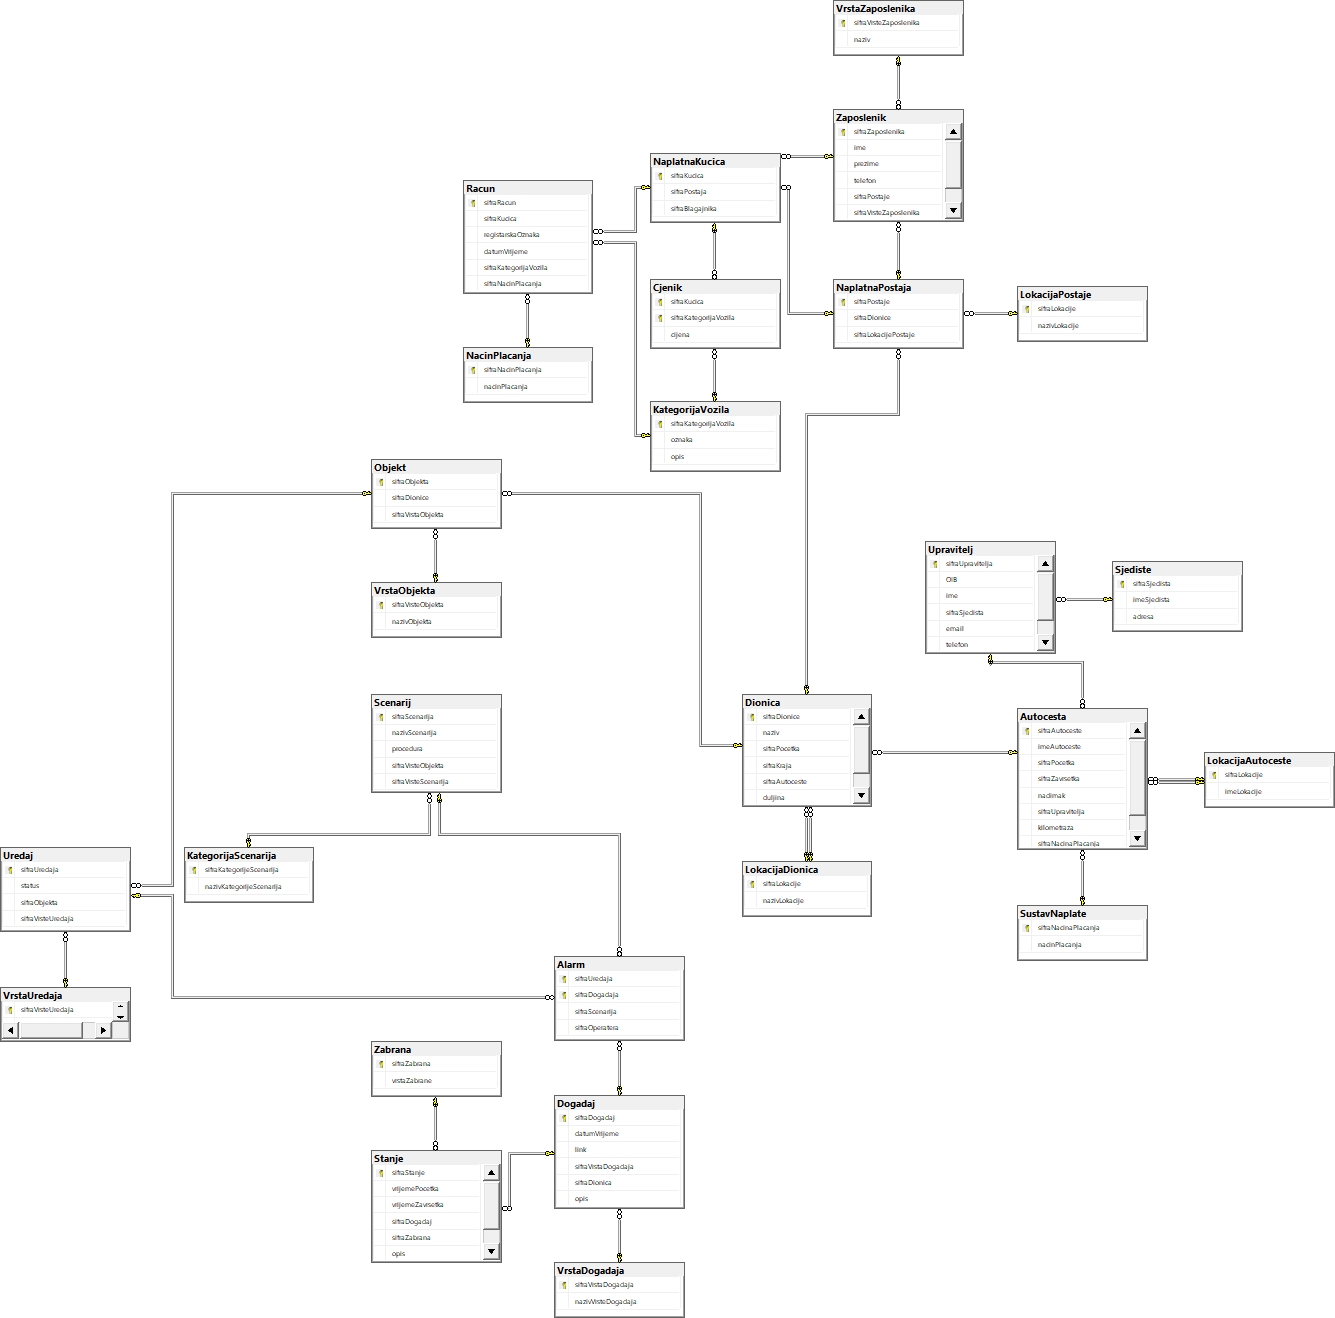 VrstaZaposlenika
sifraVrsteZaposlenika
naziv
Zaposlenik
sifraZaposlenika
ime
prezime
telefon
sifraPostaje
sifraVrsteZaposlenika
NaplatnaKucica
sifraKucica
sifraPostaja
sifraBlagajnika
Racun
sifraRacun
sifraKucica
registarskaOznaka
datumVrijeme
sifraKategorijaVozila
sifraNacinPlacanja
Cjenik
sifraKucica
sifraKategorijaVozila
cijena
NaplatnaPostaja
sifraPostaje
sifraDionice
sifraLokacijePostaje
LokacijaPostaje
sifraLokacije
nazivLokacije
NacinPlacanja
sifraNacinPlacanja
nacinPlacanja
KategorijaVozila
sifraKategorijaVozila
oznaka
opis
Objekt
sifraObjekta
sifraDionice
sifraVrstaObjekta
VrstaObjekta
sifraVrsteObjekta
nazivObjekta
Upravitelj
sifraUpravitelja
OIB
ime
sifraSjedista
email
telefon
Sjediste
sifraSjedista
imeSjedista
adresa
Scenarij
sifraScenarija
nazivScenarija
procedura
sifraVrsteObjekta
sifraVrsteScenarija
Dionica
sifraDionice
naziv
sifraPocetka
sifraKraja
sifraAutoceste
duljina
Autocesta
sifraAutoceste
imeAutoceste
sifraPocetka
sifraZavrsetka
nadimak
sifraUpravitelja
kilometraza
sifraNacinaPlacanja
LokacijaAutoceste
sifraLokacije
imeLokacije
Uredaj
sifraUredaja
status
sifraObjekta
sifraVrsteUredaja
KategorijaScenarija
sifraKategorijeScenarija
nazivKategorijeScenarija
LokacijaDionica
sifraLokacije
nazivLokacije
SustavNaplate
sifraNacinaPlacanja
nacinPlacanja
VrstaUredaja
sifraVrsteUredaja
Alarm
sifraUredaja
sifraDogadaja
sifraScenarija
sifraOperatera
Zabrana
sifraZabrana
vrstaZabrane
Dogadaj
sifraDogadaj
datumVrijeme
link
sifraVrstaDogadaja
sifraDionica
opis
Stanje
sifraStanje
vrijemePocetka
vrijemeZavrsetka
sifraDogadaj
sifraZabrana
opis
VrstaDogadaja
sifraVrstaDogadaja
nazivVrsteDogadaja